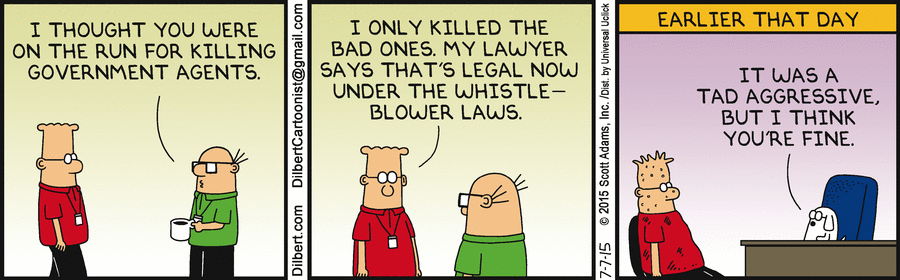 I THOUGHT YOU WERE
ON THE RUN FOR KILLING
GOVERNMENT AGENTS.
Dilbert.com DilbertCartoonist@gmail.com
I ONLY KILLED THE
BAD ONES. MY LAWYER
SAYS THAT'S LEGAL NOW
UNDER THE WHISTLE-
BLOWER LAWS.
7-7-15 © 2015 Scott Adams, Inc. /Dist. by Universal Uclick
EARLIER THAT DAY
IT WAS A
TAD AGGRESSIVE,
BUT I THINK
YOU'RE FINE.